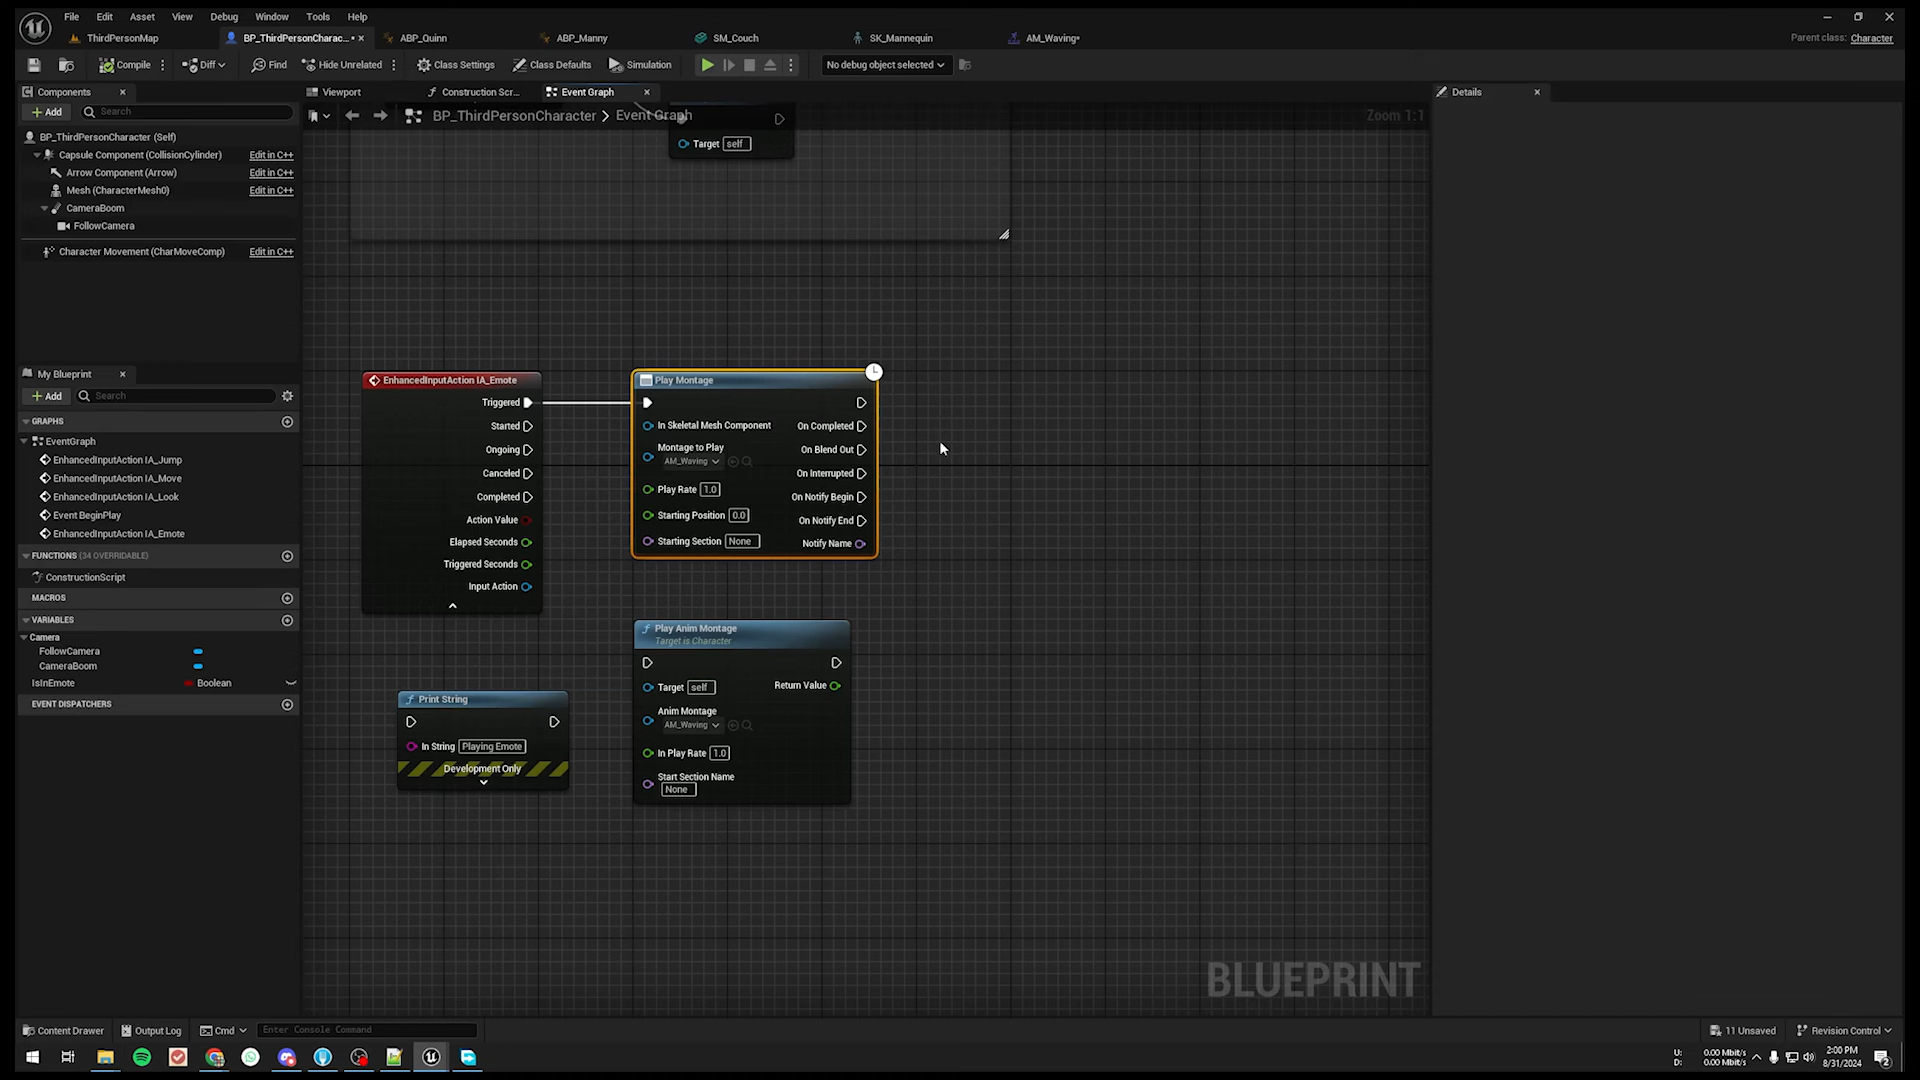 File Edit Asset View Debug Window Tools Help
ThirdPersonMap BP_ThirdPersonCharac...• ABP_Quinn ABP_Manny SM_Couch SK_Mannequin AM_Waving•
Parent class: Character
Compile Diff Find Hide Unrelated Class Settings Class Defaults Simulation No debug object selected
Components
Add
Search
BP_ThirdPersonCharacter (Self)
Capsule Component (CollisionCylinder) Edit in C++
Arrow Component (Arrow) Edit in C++
Mesh (CharacterMesh0) Edit in C++
CameraBoom
FollowCamera
Character Movement (CharMoveComp) Edit in C++
My Blueprint
Add
Search
GRAPHS
EventGraph
EnhancedInputAction IA_Jump
EnhancedInputAction IA_Move
EnhancedInputAction IA_Look
Event BeginPlay
EnhancedInputAction IA_Emote
FUNCTIONS (34 OVERRIDABLE)
ConstructionScript
MACROS
VARIABLES
Camera
FollowCamera
CameraBoom
IsInEmote Boolean
EVENT DISPATCHERS
Viewport Construction Scr... Event Graph
BP_ThirdPersonCharacter > Event Graph
Zoom 1:1
Target self
EnhancedInputAction IA_Emote
Triggered
Started
Ongoing
Canceled
Completed
Action Value
Elapsed Seconds
Triggered Seconds
Input Action
Play Montage
In Skeletal Mesh Component On Completed
Montage to Play On Blend Out
AM_Waving
On Interrupted
Play Rate 1.0
On Notify Begin
Starting Position 0.0
On Notify End
Starting Section None
Notify Name
Print String
In String Playing Emote
Development Only
Play Anim Montage
Target is Character
Target self
Return Value
Anim Montage
AM_Waving
In Play Rate 1.0
Start Section Name
None
BLUEPRINT
Details
Content Drawer Output Log Cmd Enter Console Command
11 Unsaved Revision Control
U: 0.00 Mbit/s
D: 0.00 Mbit/s
2:00 PM
8/31/2024
2